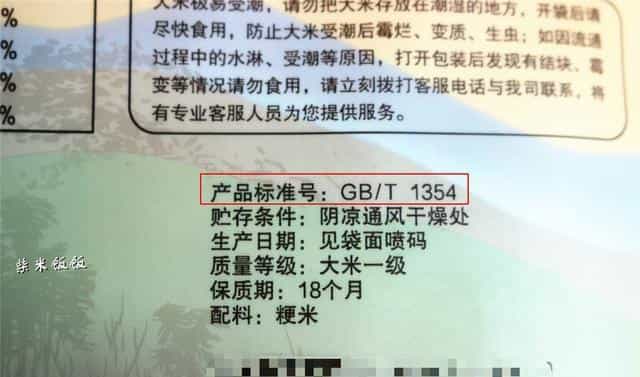 大米极易受潮，请勿把大米存放在潮湿的地方，开袋后请
尽快食用，防止大米受潮后霉烂、变质、生虫；如因流通
过程中的水淋、受潮等原因，打开包装后发现有结块、霉
变等情况请勿食用，请立刻拨打客服电话与我司联系，将
有专业客服人员为您提供服务。
%
%
%
%
产品标准号：GB/T 1354
贮存条件：阴凉通风干燥处
生产日期：见袋面喷码
质量等级：大米一级
保质期：18个月
配料：粳米
柴米饭饭